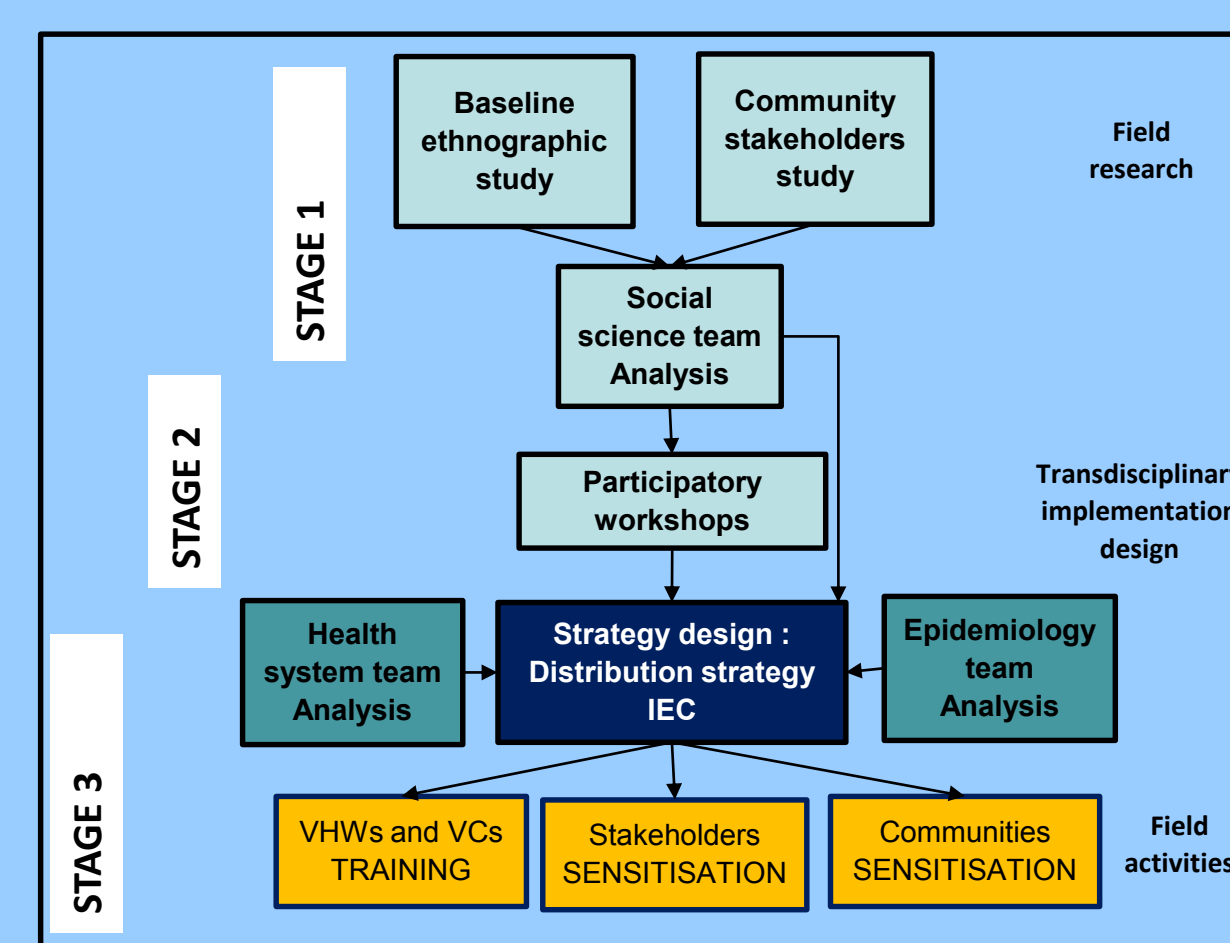 STAGE 1
Baseline
ethnographic
study
Community
stakeholders
study
Field
research
Social
science team
Analysis
STAGE 2
Participatory
workshops
Transdisciplinar
implementation
design
Health
system team
Analysis
Strategy design :
Distribution strategy
IEC
Epidemiology
team
Analysis
STAGE 3
VHWs and VCs
TRAINING
Stakeholders
SENSITISATION
Communities
SENSITISATION
Field
activities